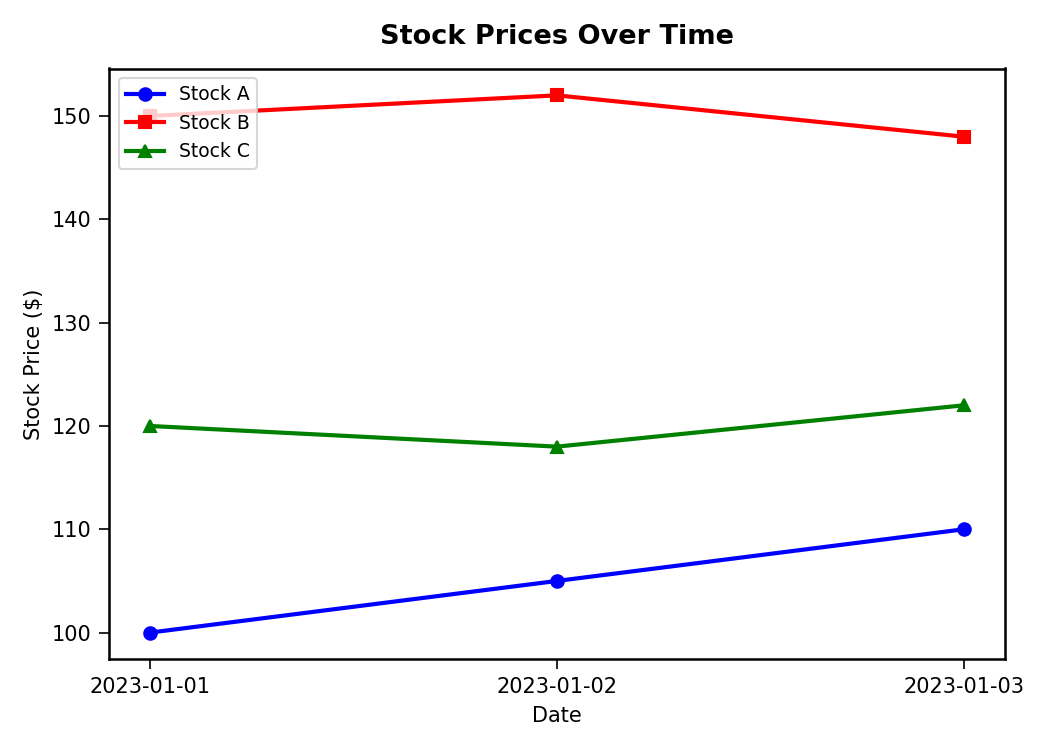 Stock Prices Over Time
Stock A
Stock B
Stock C
150
140
130
120
110
100
Stock Price ($)
2023-01-01
2023-01-02
2023-01-03
Date